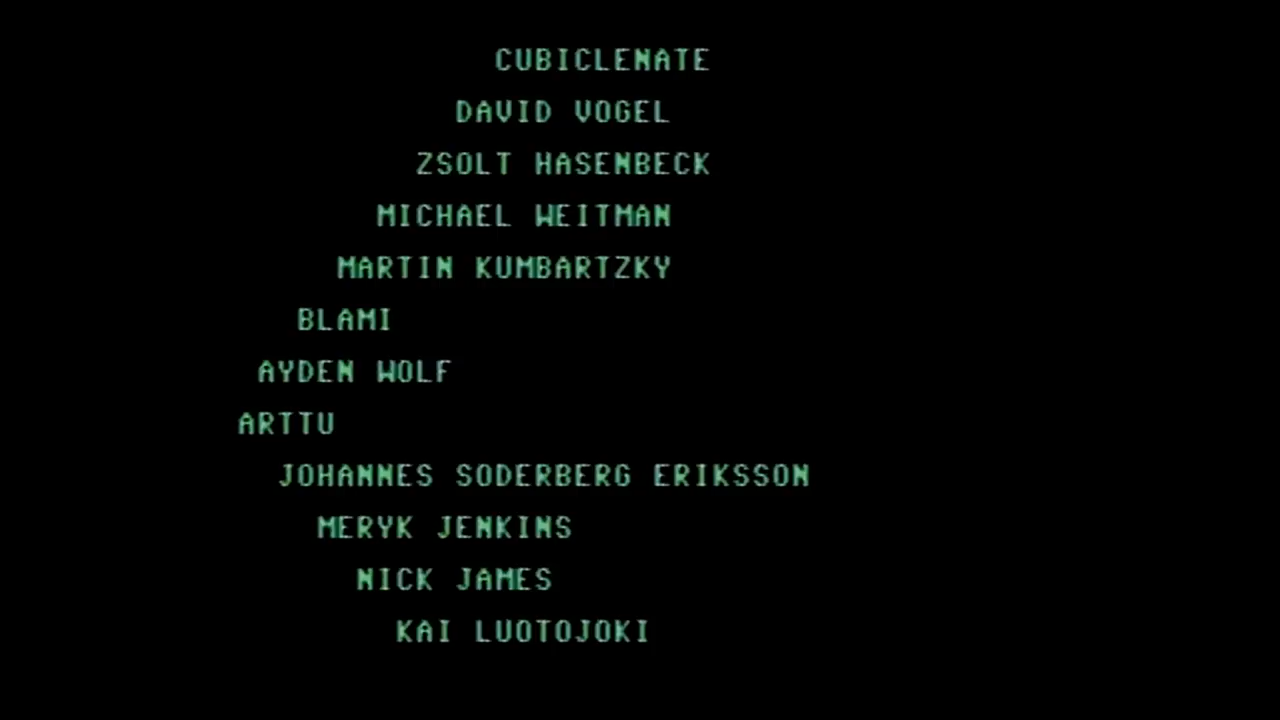 CUBICLENATE
DAVID VOGEL
ZSOLT HASENBECK
MICHAEL WEITMAN
MARTIN KUMBARTZKY
BLAMI
AYDEN WOLF
ARTTU
JOHANNES SODERBERG ERIKSSON
MERYK JENKINS
NICK JAMES
KAI LUOTOJOKI